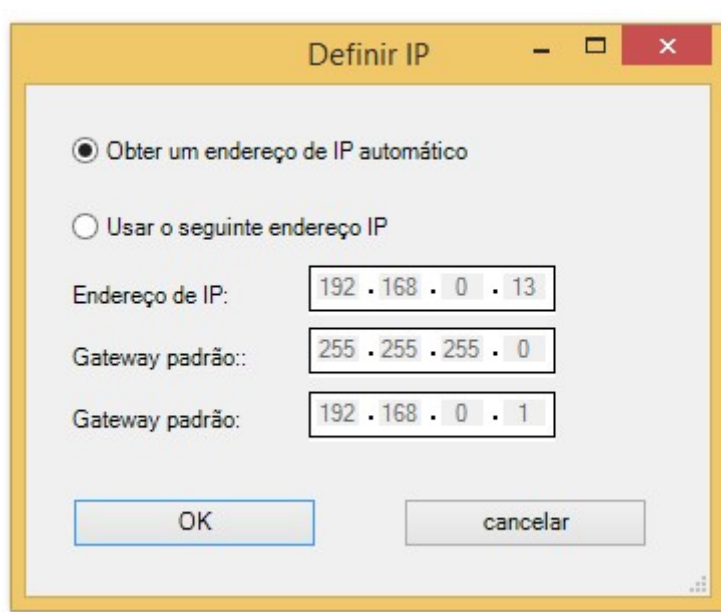 Definir IP
Obter um endereço de IP automático
Usar o seguinte endereço IP
Endereço de IP: 192 . 168 . 0 . 13
Gateway padrão:: 255 . 255 . 255 . 0
Gateway padrão: 192 . 168 . 0 . 1
OK cancelar